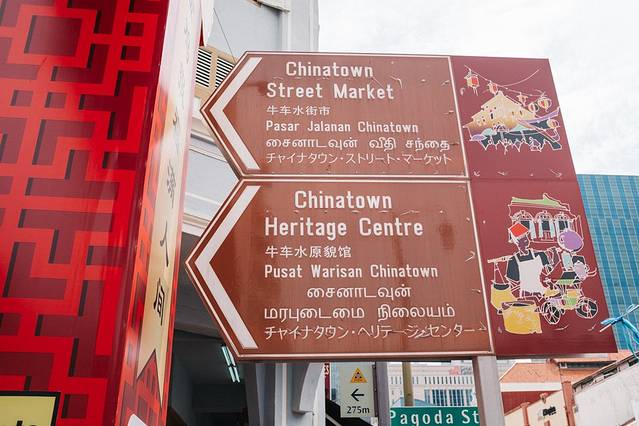 Chinatown
Street Market
牛车水街市
Pasar Jalanan Chinatown
சைனாடவுன் வீதி சந்தை
チャイナタウン・ストリート・マーケット
Chinatown
Heritage Centre
牛车水原貌馆
Pusat Warisan Chinatown
சைனாடவுன்
மரபுடைமை நிலையம்
チャイナタウン・ヘリテージ・センター
275m
Pagoda St